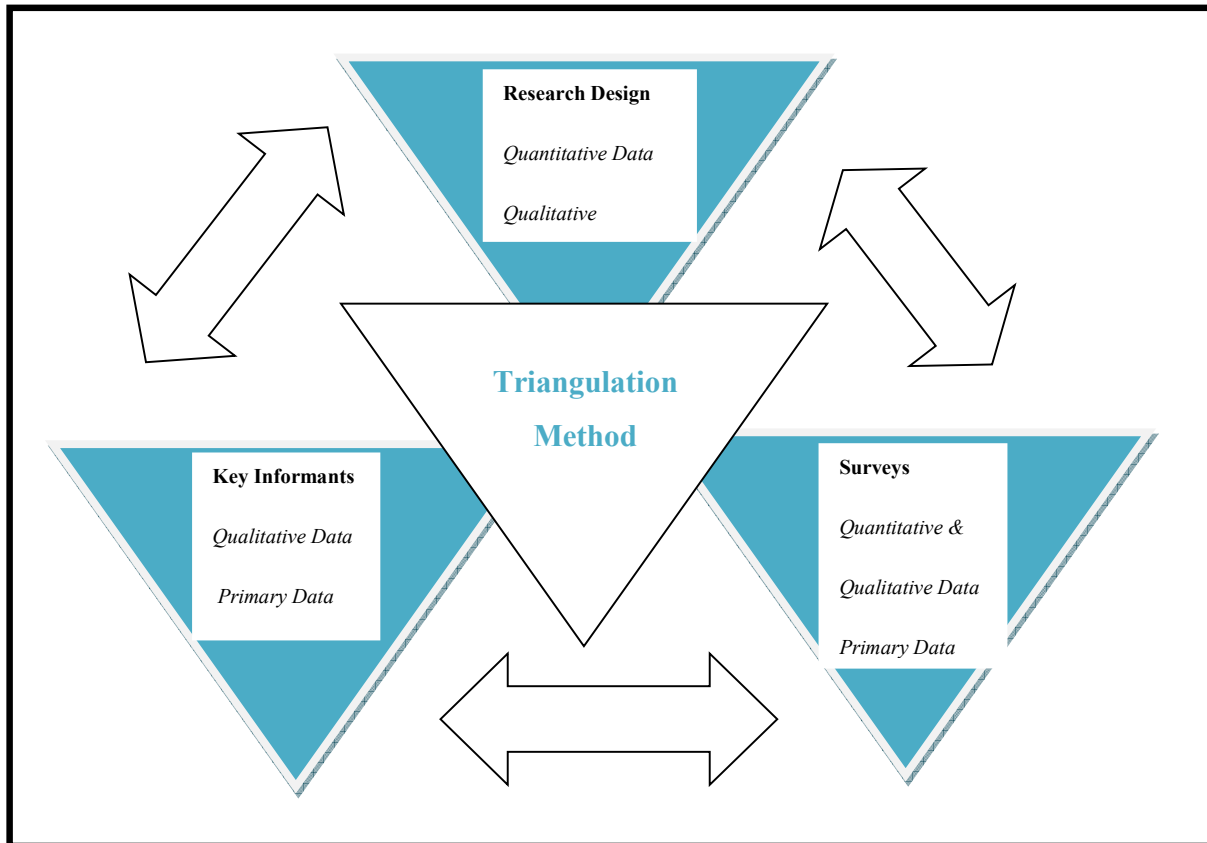 Research Design
Quantitative Data
Qualitative
Triangulation
Method
Key Informants
Qualitative Data
Primary Data
Surveys
Quantitative &
Qualitative Data
Primary Data